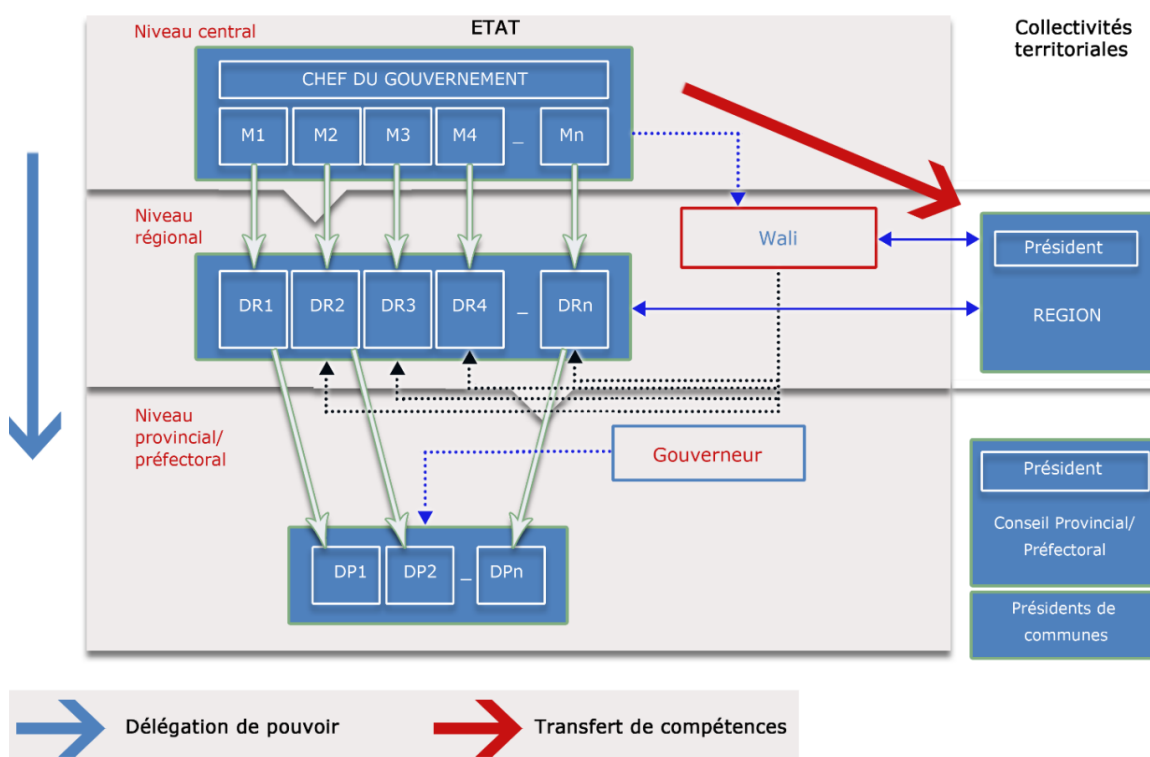 Niveau central
ETAT
Collectivités
territoriales
CHEF DU GOUVERNEMENT
M1 M2 M3 M4 _ Mn
Niveau
régional
Wali
Président
REGION
DR1 DR2 DR3 DR4 _ DRn
Niveau
provincial/
préfectoral)
Gouverneur
Président
Conseil Provincial/
Préfectoral
DP1 DP2 _ DPn
Présidents de
communes
Délégation de pouvoir
Transfert de compétences